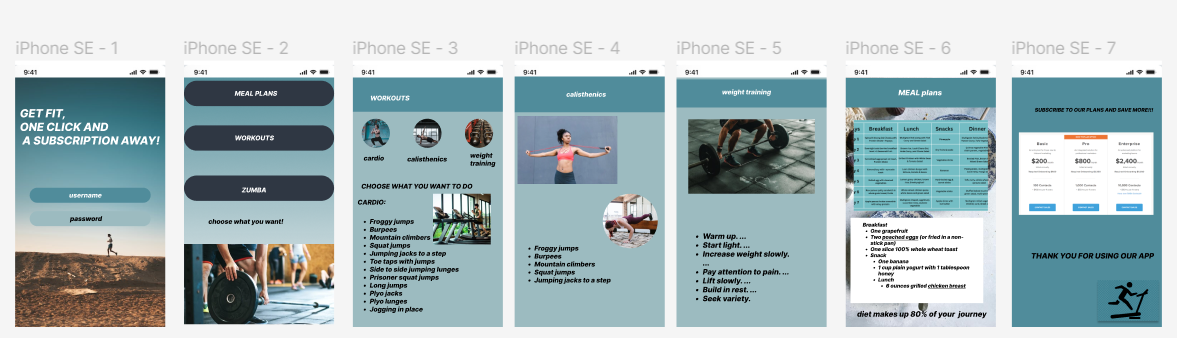 iPhone SE - 1
9:41
GET FIT,
ONE CLICK AND
A SUBSCRIPTION AWAY!
username
password
iPhone SE - 2
9:41
MEAL PLANS
WORKOUTS
ZUMBA
choose what you want!
iPhone SE - 3
9:41
WORKOUTS
cardio
calisthenics
weight
training
CHOOSE WHAT YOU WANT TO DO
CARDIO:
• Froggy jumps
• Burpees
• Mountain climbers
• Squat jumps
• Jumping jacks to a step
• Toe taps with jumps
• Side to side jumping lunges
• Prisoner squat jumps
• Long jumps
• Plyo jacks
• Plyo lunges
• Jogging in place
iPhone SE - 4
9:41
calisthenics
• Froggy jumps
• Burpees
• Mountain climbers
• Squat jumps
• Jumping jacks to a step
iPhone SE - 5
9:41
weight training
• Warm up. ...
• Start light. ...
• Increase weight slowly.
...
• Pay attention to pain. ...
• Lift slowly. ...
• Build in rest. ...
• Seek variety.
iPhone SE - 6
9:41
MEAL plans
Breakfast Lunch Snacks Dinner
Breakfast
• One grapefruit
• Two poached eggs (or fried in a non-
stick pan)
• One slice 100% whole wheat toast
• Snack
• One banana
• 1 cup plain yogurt with 1 tablespoon
honey
• Lunch
• 6 ounces grilled chicken breast
diet makes up 80% of your journey
iPhone SE - 7
9:41
SUBSCRIBE TO OUR PLANS AND SAVE MORE!!!
Basic
$200
Pro
$800
Enterprise
$2,400
THANK YOU FOR USING OUR APP